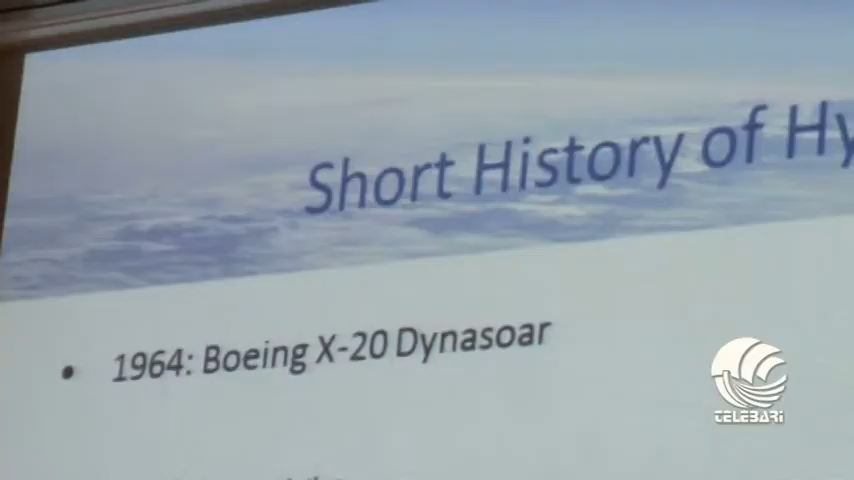 Short History of Hy
• 1964: Boeing X-20 Dynasoar
TELEBARI